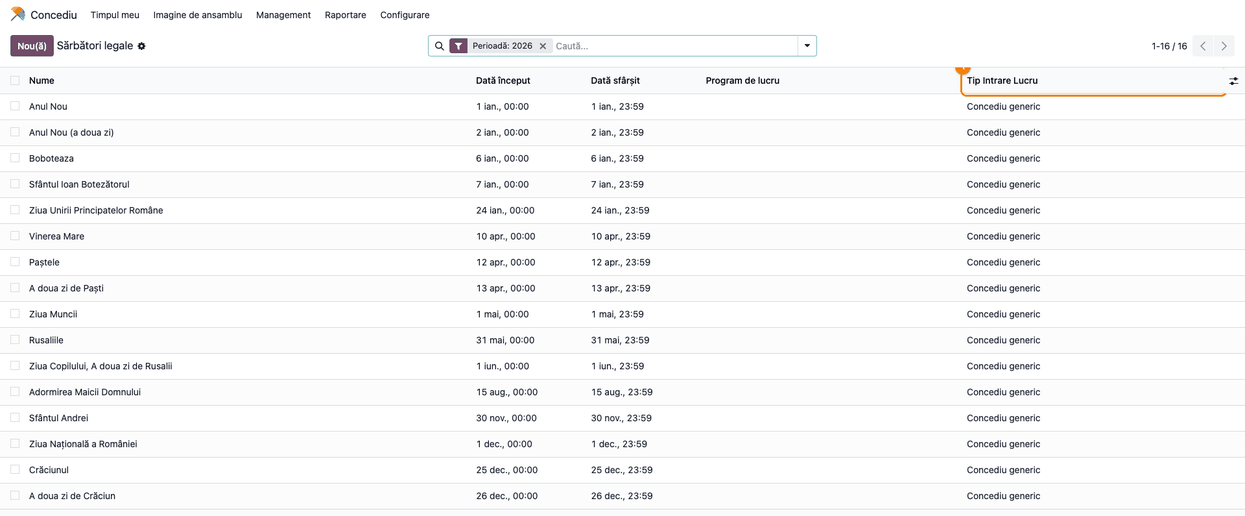 Concediu Timpul meu Imagine de ansamblu Management Raportare Configurare
Nou(ă) Sărbători legale Perioadă: 2026 Caută... 1-16 / 16
Nume Dată început Dată sfârșit Program de lucru Tip Intrare Lucru
Anul Nou 1 ian., 00:00 1 ian., 23:59 Concediu generic
Anul Nou (a doua zi) 2 ian., 00:00 2 ian., 23:59 Concediu generic
Boboteaza 6 ian., 00:00 6 ian., 23:59 Concediu generic
Sfântul Ioan Botezătorul 7 ian., 00:00 7 ian., 23:59 Concediu generic
Ziua Unirii Principatelor Române 24 ian., 00:00 24 ian., 23:59 Concediu generic
Vinerea Mare 10 apr., 00:00 10 apr., 23:59 Concediu generic
Paștele 12 apr., 00:00 12 apr., 23:59 Concediu generic
A doua zi de Paști 13 apr., 00:00 13 apr., 23:59 Concediu generic
Ziua Muncii 1 mai, 00:00 1 mai, 23:59 Concediu generic
Rusaliile 31 mai, 00:00 31 mai, 23:59 Concediu generic
Ziua Copilului, A doua zi de Rusalii 1 iun., 00:00 1 iun., 23:59 Concediu generic
Adormirea Maicii Domnului 15 aug., 00:00 15 aug., 23:59 Concediu generic
Sfântul Andrei 30 nov., 00:00 30 nov., 23:59 Concediu generic
Ziua Națională a României 1 dec., 00:00 1 dec., 23:59 Concediu generic
Crăciunul 25 dec., 00:00 25 dec., 23:59 Concediu generic
A doua zi de Crăciun 26 dec., 00:00 26 dec., 23:59 Concediu generic